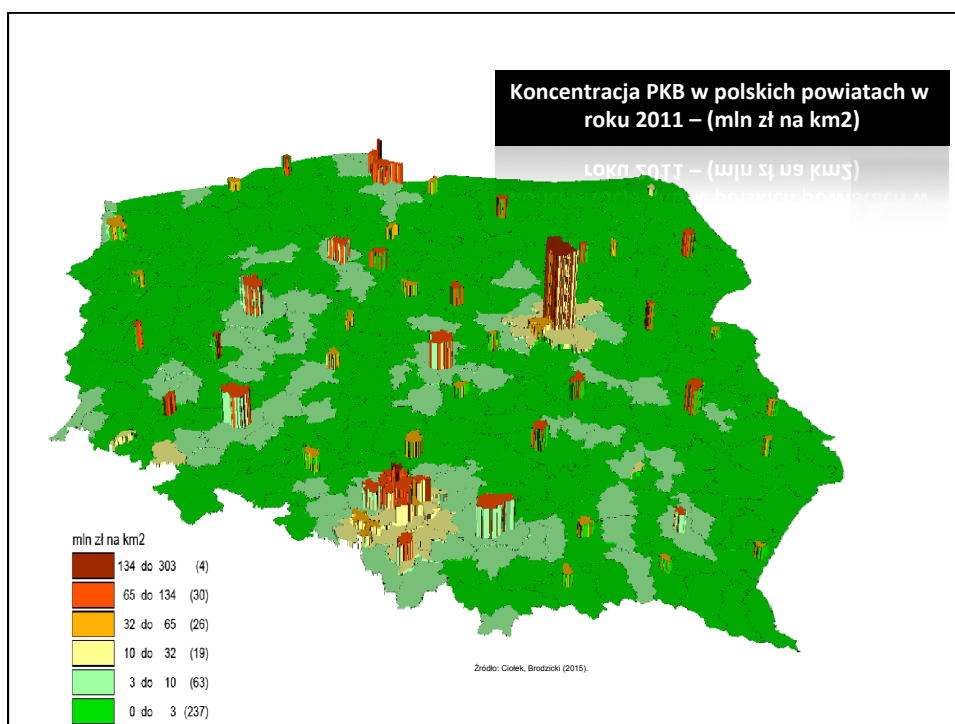 Koncentracja PKB w polskich powiatach w
roku 2011 – (mln zł na km2)
mln zł na km2
134 do 303 (4)
65 do 134 (30)
32 do 65 (26)
10 do 32 (19)
3 do 10 (63)
0 do 3 (237)
Źródło: Ciołek, Brodzicki (2015).